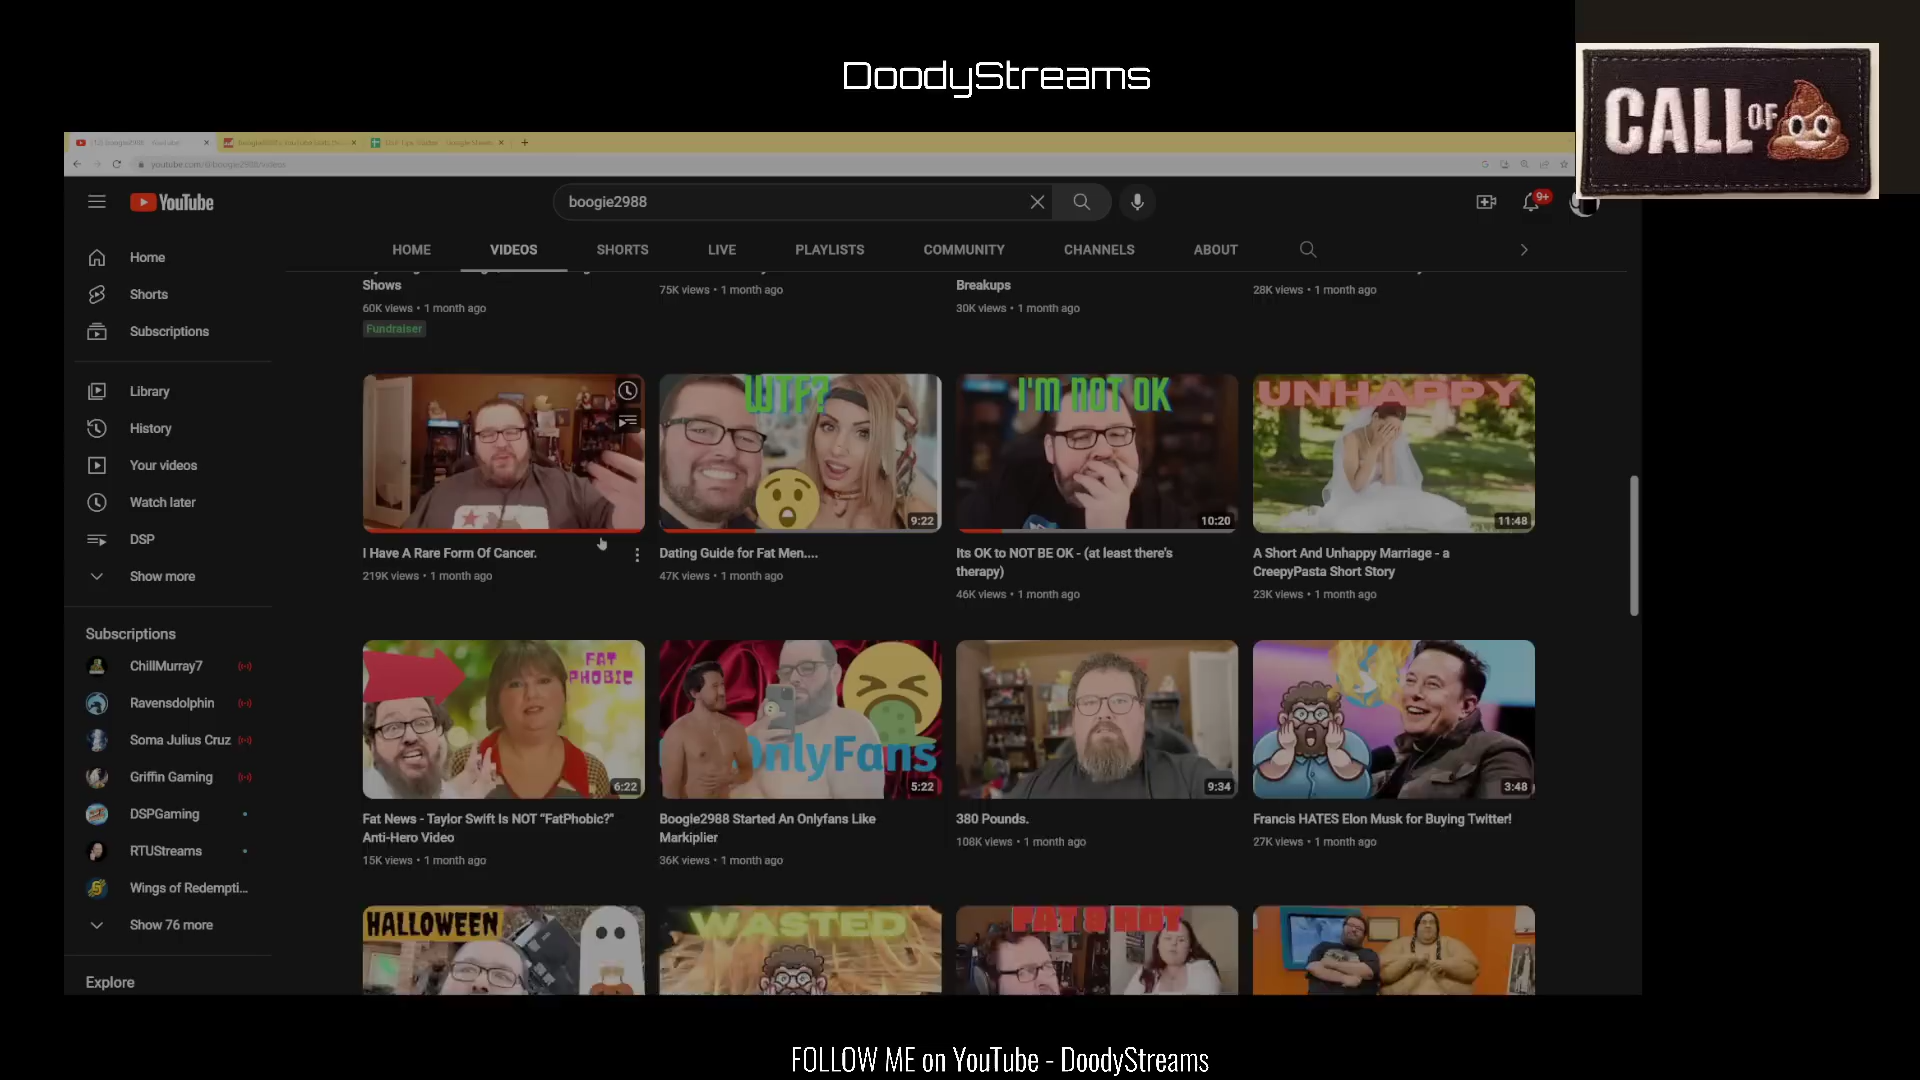 DoodyStreams
CALL OF
youtube.com/@boogie2988/videos
YouTube
boogie2988
9+
HOME
VIDEOS
SHORTS
LIVE
PLAYLISTS
COMMUNITY
CHANNELS
ABOUT
Home
Shorts
Subscriptions
Library
History
Your videos
Watch later
DSP
Show more
Subscriptions
ChillMurray7
Ravensdolphin
Soma Julius Cruz
Griffin Gaming
DSPGaming
RTUStreams
Wings of Redempti...
Show 76 more
Explore
Shows
60K views • 1 month ago
Fundraiser
75K views • 1 month ago
Breakups
30K views • 1 month ago
28K views • 1 month ago
I Have A Rare Form Of Cancer.
219K views • 1 month ago
WTF?
9:22
Dating Guide for Fat Men....
47K views • 1 month ago
I'M NOT OK
10:20
Its OK to NOT BE OK - (at least there's
therapy)
46K views • 1 month ago
UNHAPPY
11:48
A Short And Unhappy Marriage - a
CreepyPasta Short Story
23K views • 1 month ago
FAT
PHOBIC
6:22
Fat News - Taylor Swift Is NOT "FatPhobic?"
Anti-Hero Video
15K views • 1 month ago
OnlyFans
5:22
Boogie2988 Started An Onlyfans Like
Markiplier
36K views • 1 month ago
9:34
380 Pounds.
108K views • 1 month ago
3:48
Francis HATES Elon Musk for Buying Twitter!
27K views • 1 month ago
HALLOWEEN
WASTED
FAT & HOT
FOLLOW ME on YouTube - DoodyStreams